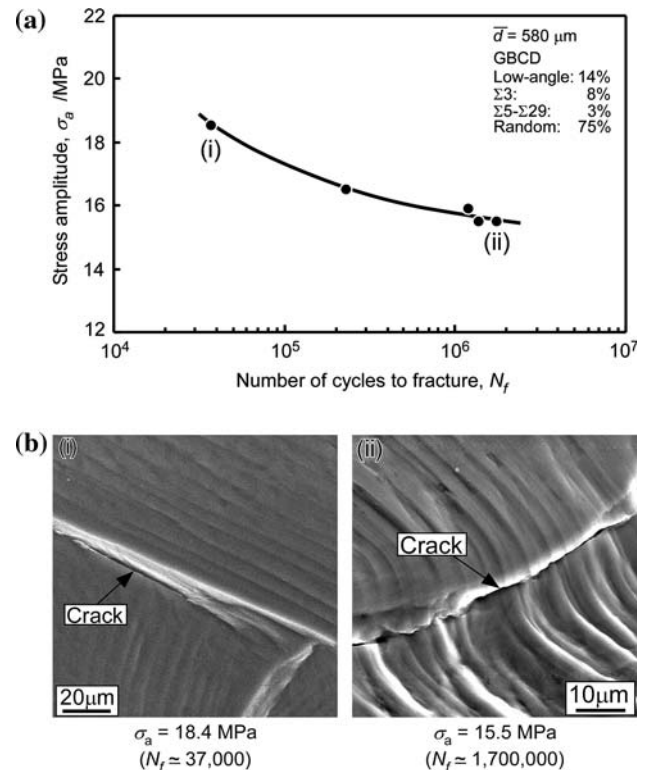 (a)
22
20
18
16
14
12
Stress amplitude, σa /MPa
d̅ = 580 μm
GBCD
Low-angle: 14%
Σ3: 8%
Σ5-Σ29: 3%
Random: 75%
(i)
(ii)
10⁴ 10⁵ 10⁶ 10⁷
Number of cycles to fracture, Nf
(b)
(i)
Crack
20μm
σa = 18.4 MPa
(Nf ≃ 37,000)
(ii)
Crack
10μm
σa = 15.5 MPa
(Nf ≃ 1,700,000)